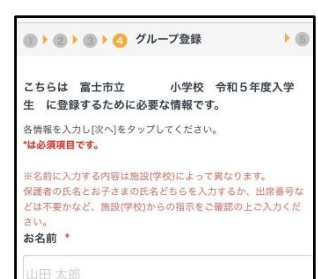 1 2 3 4 グループ登録 5
こちらは 富士市立 小学校 令和5年度入学
生 に登録するために必要な情報です。
各情報を入力し[次へ]をタップしてください。
*は必須項目です。
※名前に入力する内容は施設(学校)によって異なります。
保護者の氏名とお子さまの氏名どちらを入力するか、出席番号な
どは不要かなど、施設(学校)からの指示をご確認の上ご入力くだ
さい。
お名前 *
山田 太郎